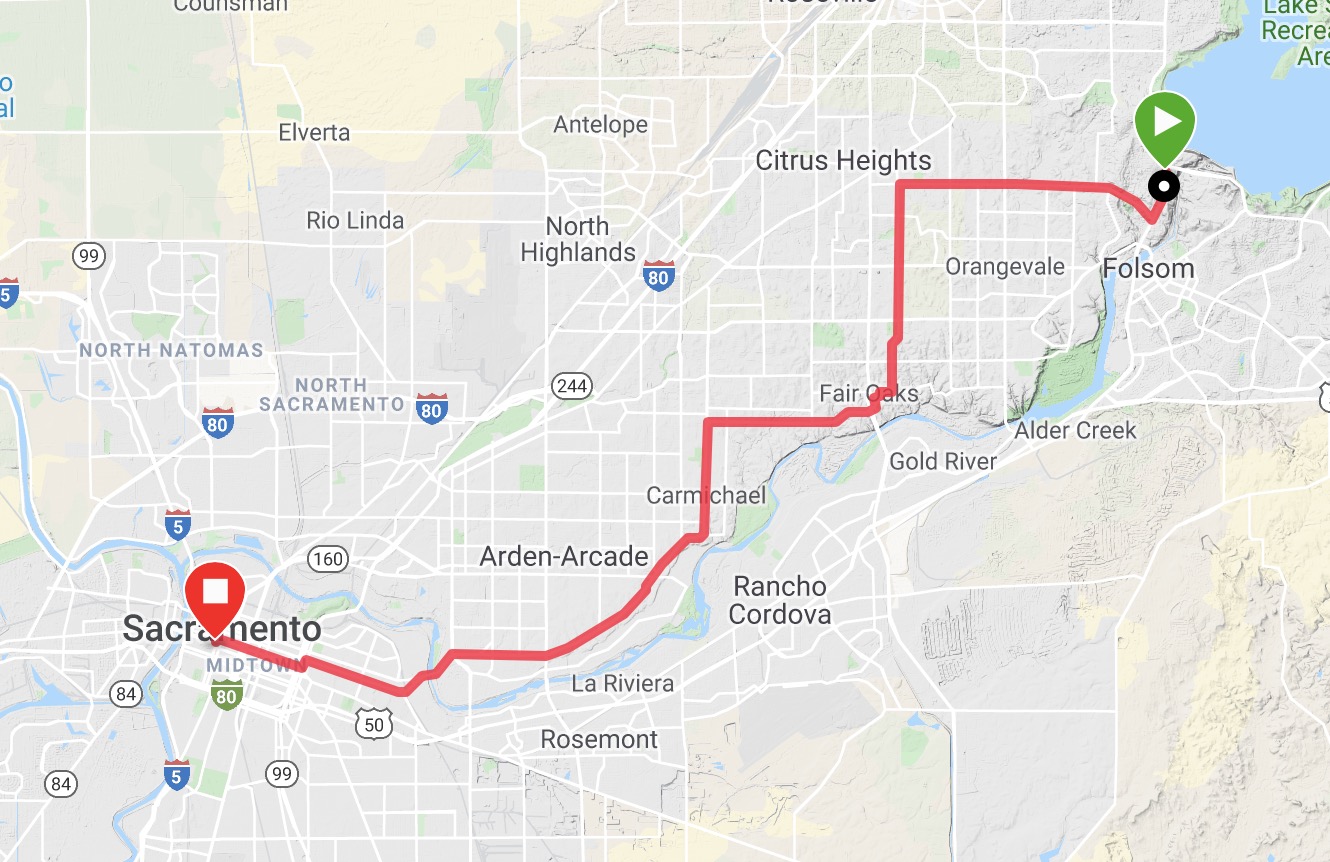 Counsman
Roseville
Lake S
Recrea
Are
o
al
Elverta
Antelope
Citrus Heights
Rio Linda
North
Highlands
99
80
5
Orangevale
Folsom
NORTH NATOMAS
NORTH
SACRAMENTO
244
80
80
Fair Oaks
Alder Creek
Gold River
Carmichael
5
160
Arden-Arcade
Rancho
Cordova
Sacramento
MIDTOWN
84
80
La Riviera
50
Rosemont
5
99
84